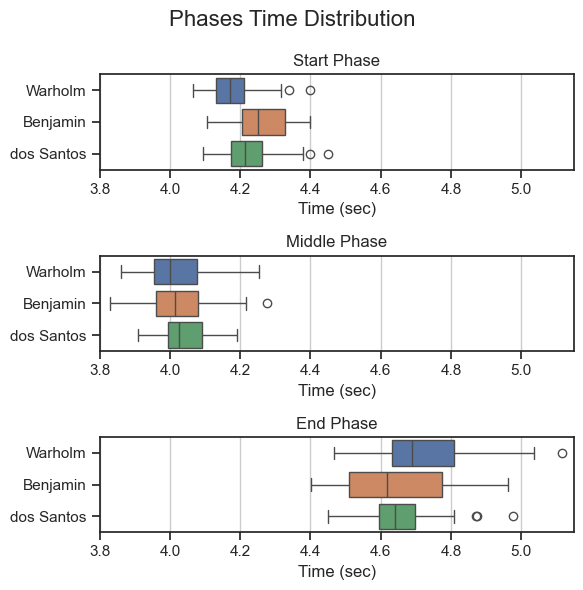 Phases Time Distribution
Start Phase
Warholm
Benjamin
dos Santos
3.8 4.0 4.2 4.4 4.6 4.8 5.0
Time (sec)
Middle Phase
Warholm
Benjamin
dos Santos
3.8 4.0 4.2 4.4 4.6 4.8 5.0
Time (sec)
End Phase
Warholm
Benjamin
dos Santos
3.8 4.0 4.2 4.4 4.6 4.8 5.0
Time (sec)